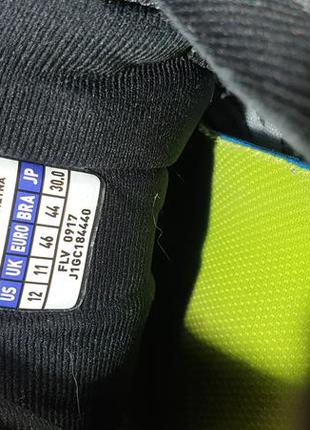 US UK EURO BRA JP
12 11 46 44 30.0
FLV 0917
J1GC184440